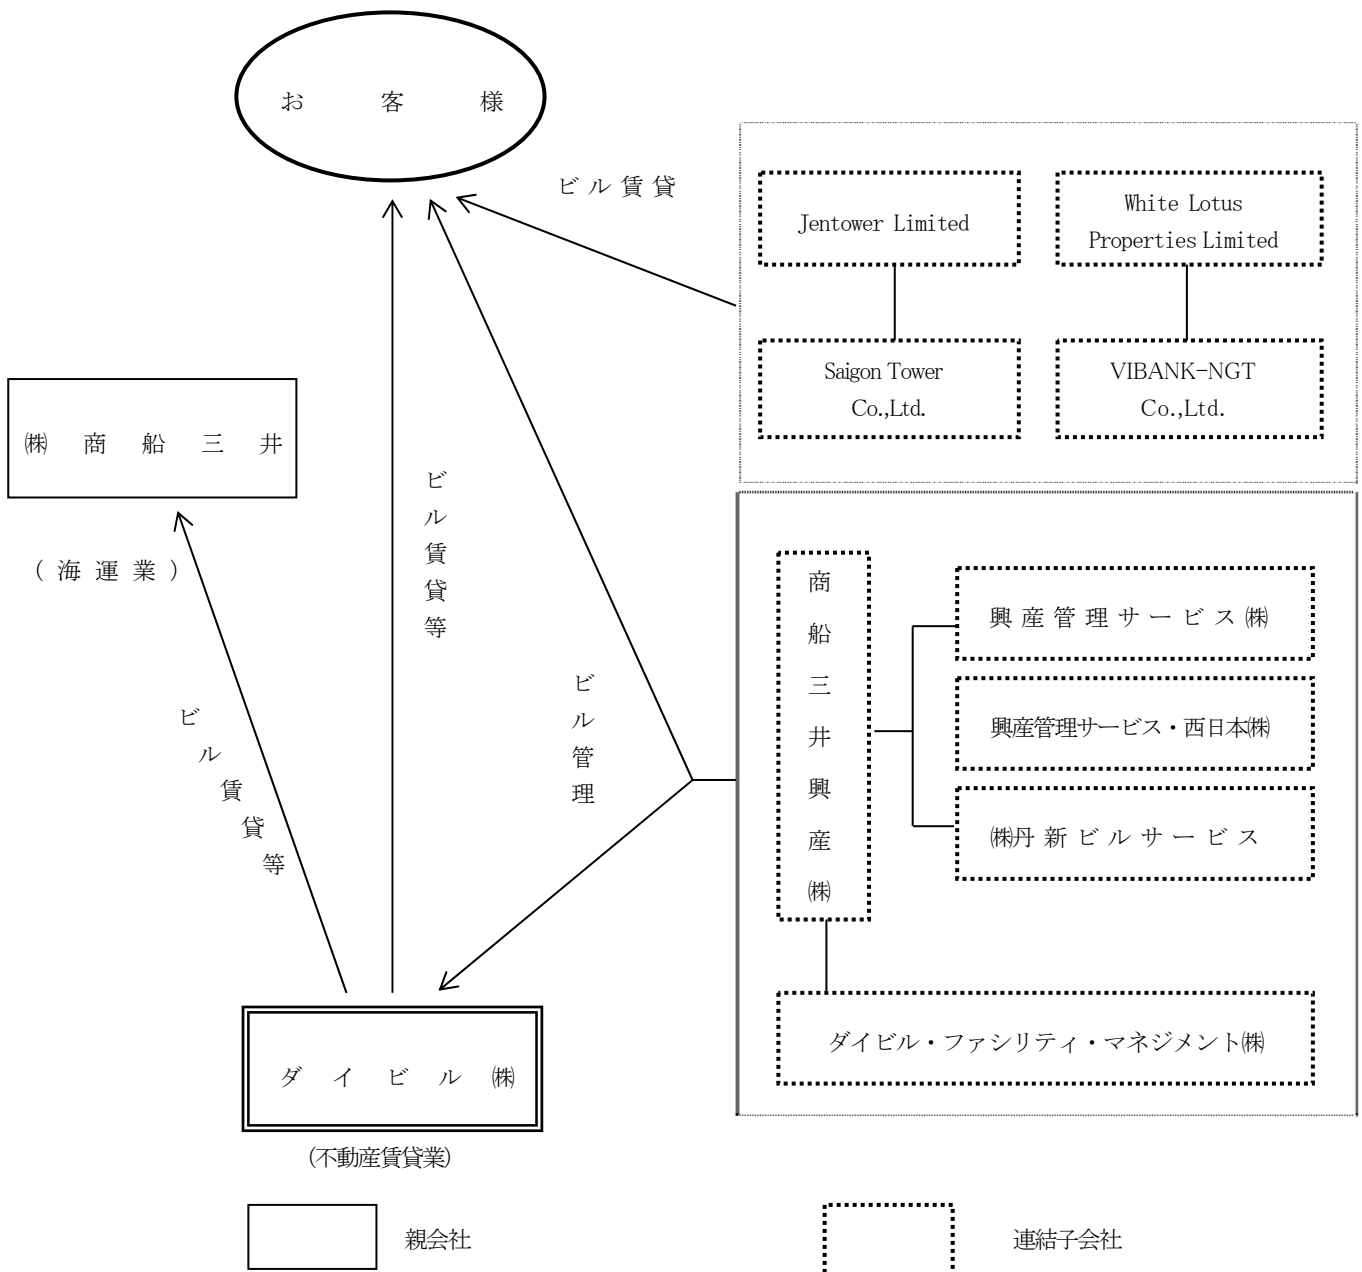 お客様
ビル賃貸
Jentower Limited
White Lotus
Properties Limited
Saigon Tower
Co.,Ltd.
VIBANK-NGT
Co.,Ltd.
㈱商船三井
(海運業)
ビル賃貸等
ビル賃貸等
ビル管理
商船三井興産㈱
興産管理サービス㈱
興産管理サービス・西日本㈱
㈱丹新ビルサービス
ダイビル・ファシリティ・マネジメント㈱
ダイビル㈱
(不動産賃貸業)
親会社
連結子会社